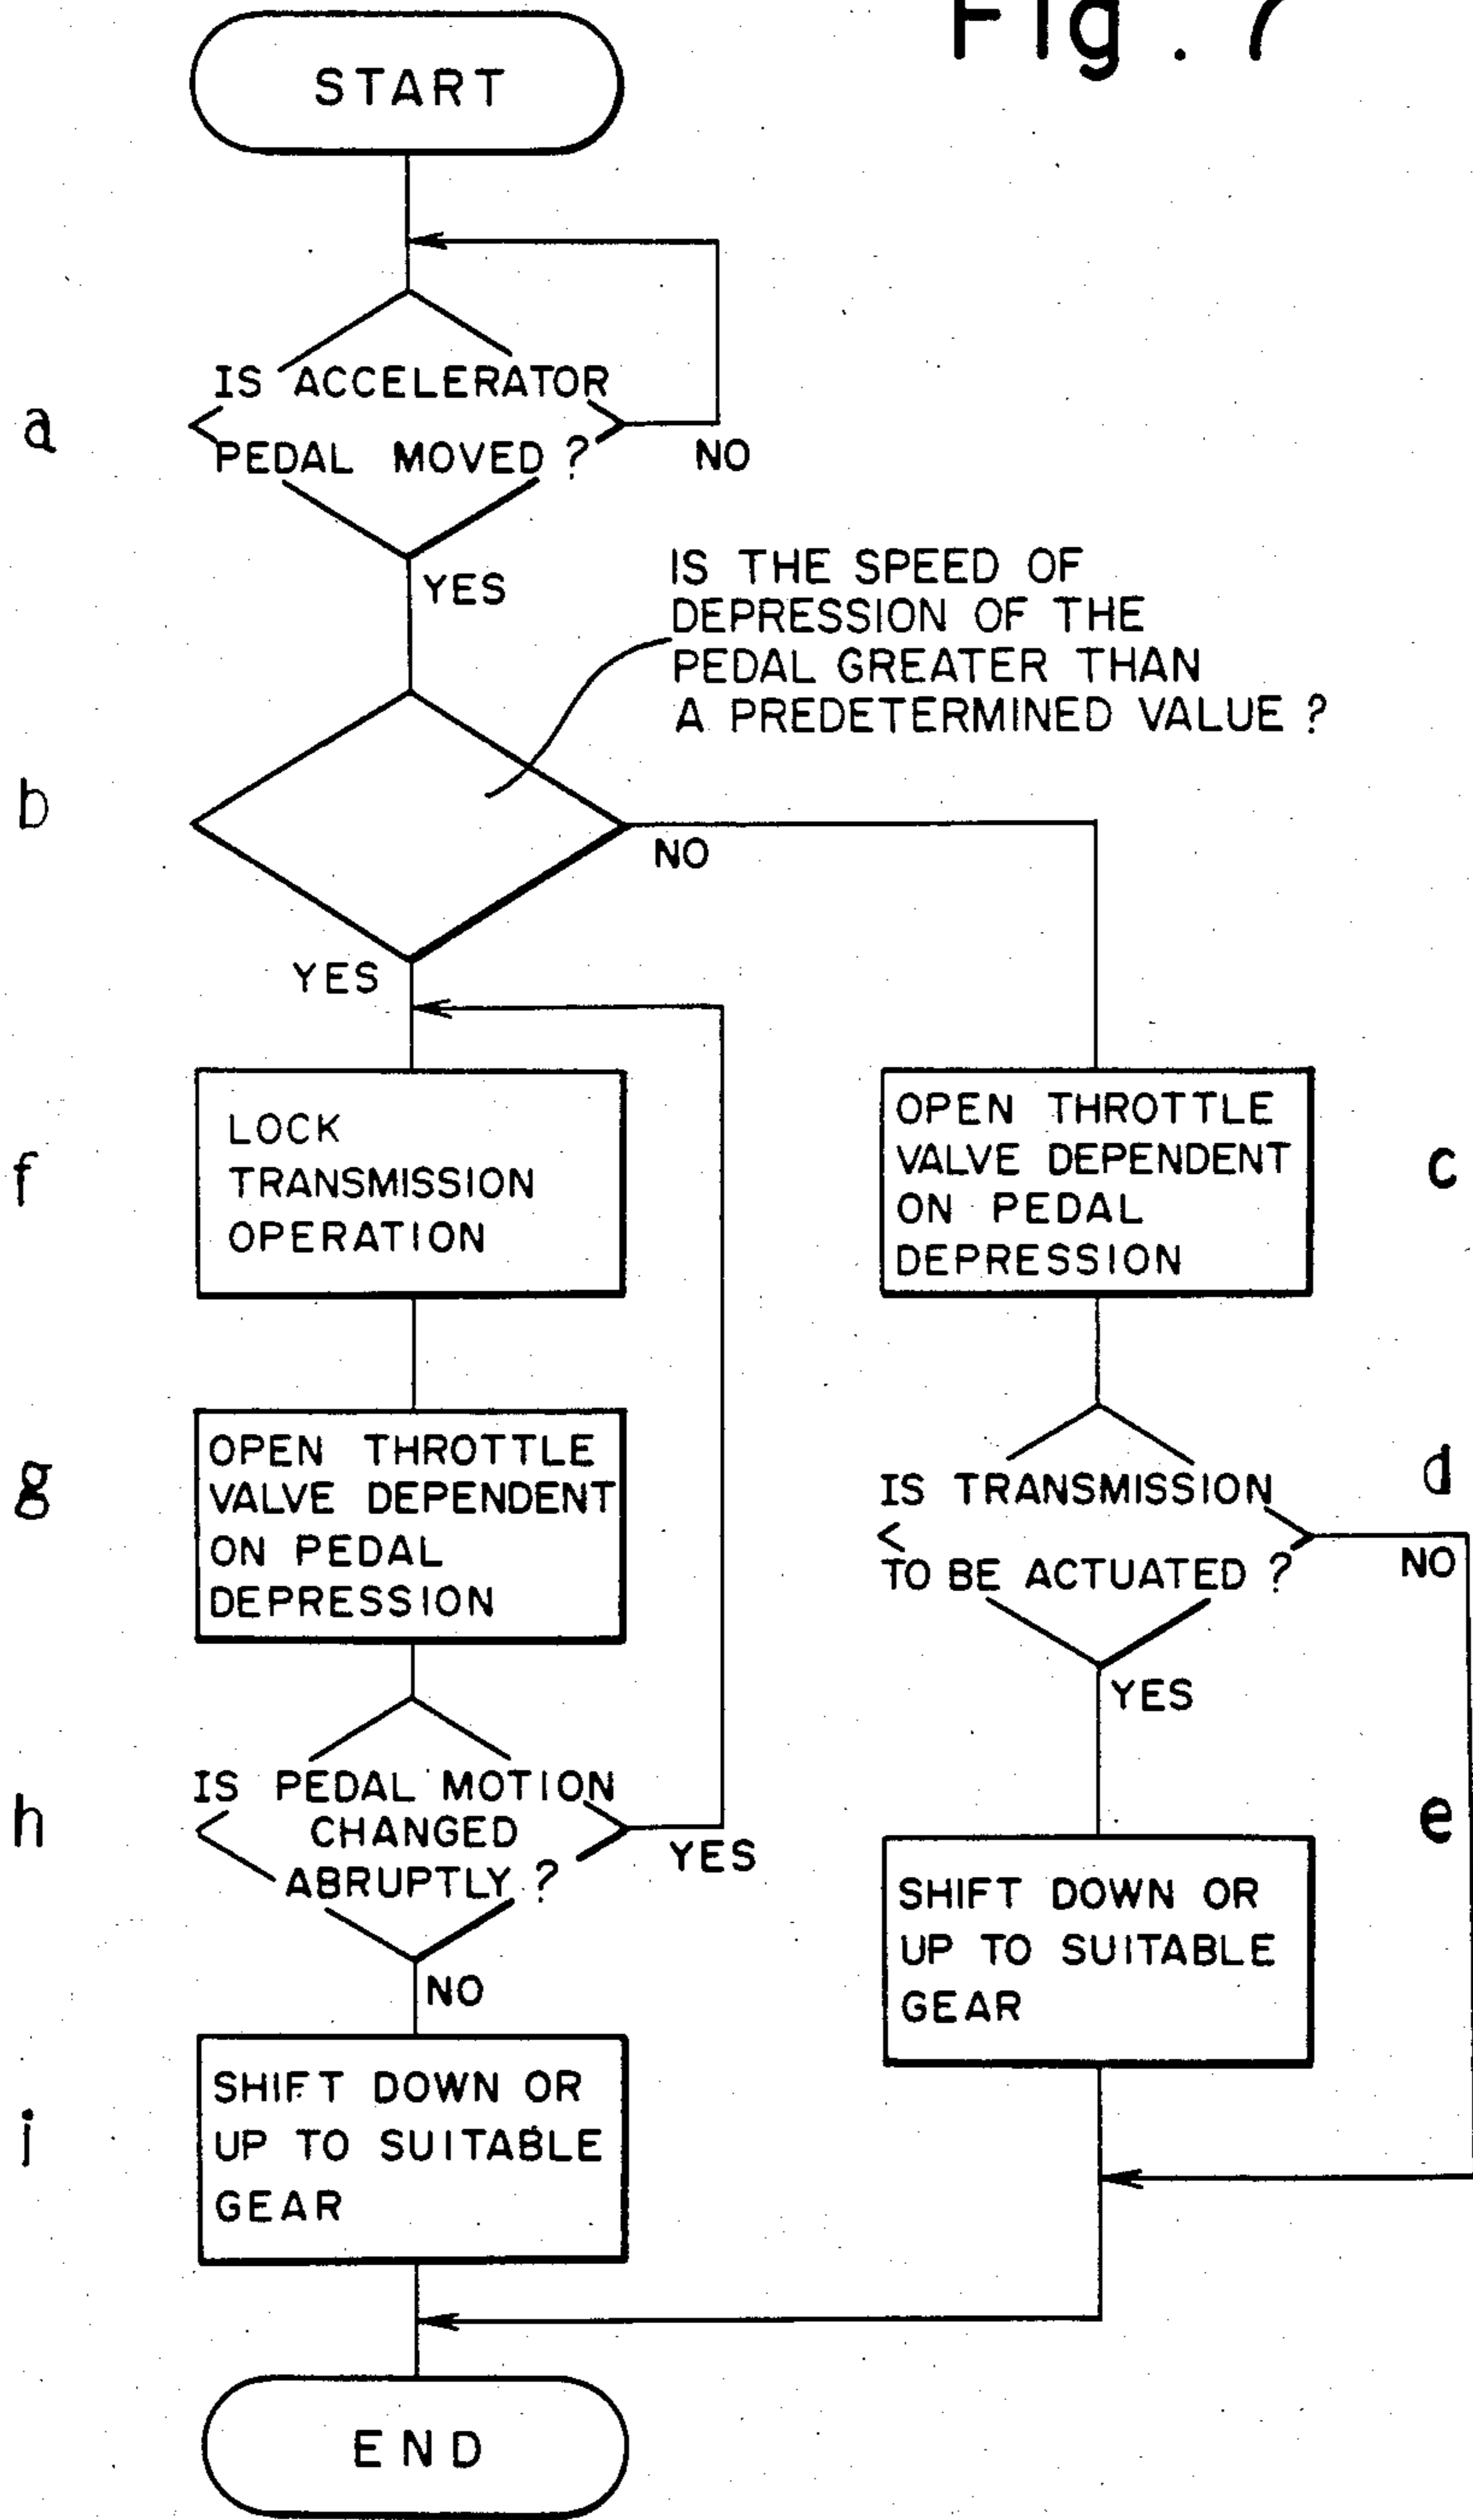 Fig. 7
START
a
IS ACCELERATOR
PEDAL MOVED ?
NO
YES
IS THE SPEED OF
DEPRESSION OF THE
PEDAL GREATER THAN
A PREDETERMINED VALUE ?
b
NO
YES
f
LOCK
TRANSMISSION
OPERATION
OPEN THROTTLE
VALVE DEPENDENT
ON PEDAL
DEPRESSION
c
g
OPEN THROTTLE
VALVE DEPENDENT
ON PEDAL
DEPRESSION
IS TRANSMISSION
TO BE ACTUATED ?
d
NO
YES
h
IS PEDAL MOTION
CHANGED
ABRUPTLY ?
YES
NO
e
SHIFT DOWN OR
UP TO SUITABLE
GEAR
i
SHIFT DOWN OR
UP TO SUITABLE
GEAR
END